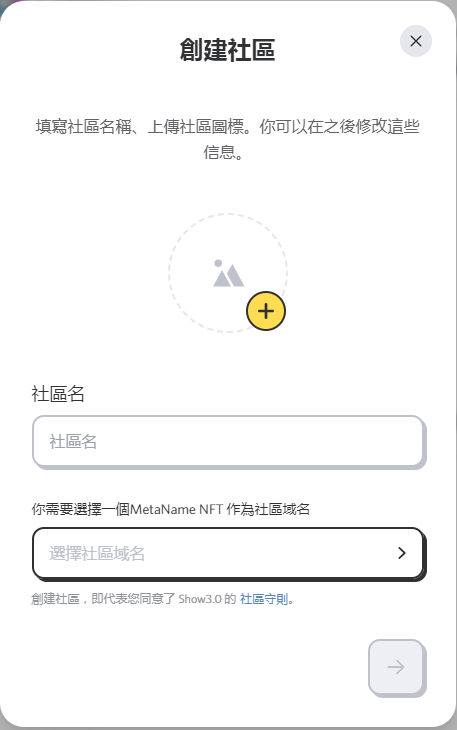 創建社區
填寫社區名稱、上傳社區圖標。你可以在之後修改這些
信息。
社區名
社區名
你需要選擇一個MetaName NFT 作為社區域名
選擇社區域名
創建社區，即代表您同意了 Show3.0 的 社區守則。